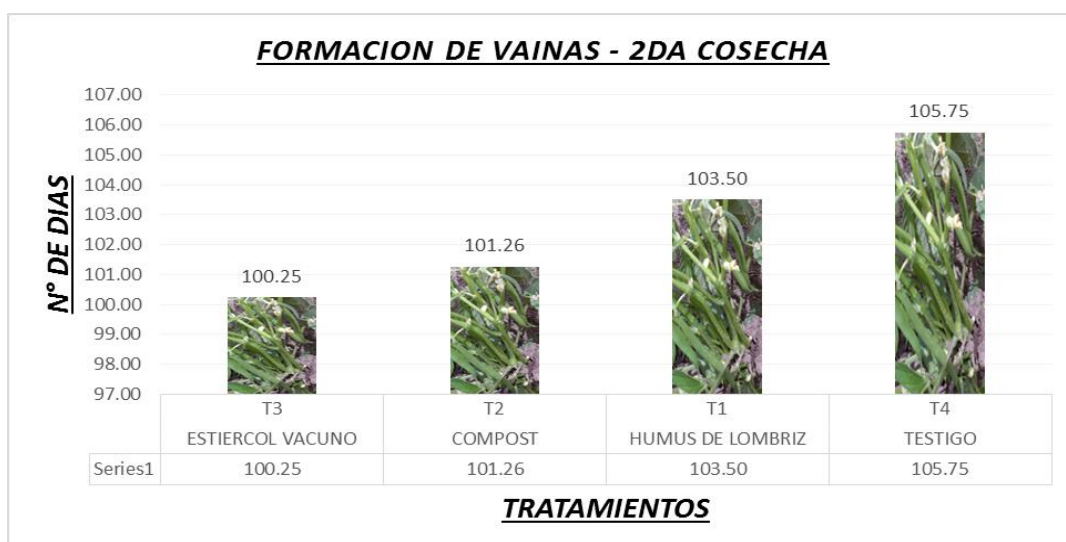 FORMACION DE VAINAS - 2DA COSECHA
N° DE DIAS
107.00
106.00
105.00
104.00
103.00
102.00
101.00
100.00
99.00
98.00
97.00
100.25
101.26
103.50
105.75
T3 T2 T1 T4
ESTIERCOL VACUNO COMPOST HUMUS DE LOMBRIZ TESTIGO
Series1 100.25 101.26 103.50 105.75
TRATAMIENTOS